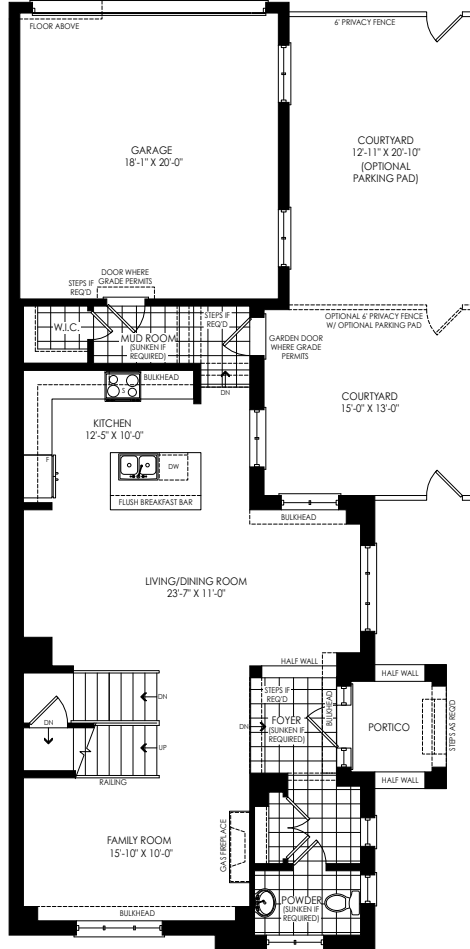 FLOOR ABOVE
6' PRIVACY FENCE
GARAGE
18'-1" X 20'-0"
COURTYARD
12'-11" X 20'-10"
(OPTIONAL
PARKING PAD)
DOOR WHERE
GRADE PERMITS
STEPS IF
REQ'D
W.I.C.
MUD ROOM
(SUNKEN IF
REQUIRED)
STEPS IF
REQ'D
OPTIONAL 6' PRIVACY FENCE
W/ OPTIONAL PARKING PAD
GARDEN DOOR
WHERE GRADE
PERMITS
S
BULKHEAD
DN
KITCHEN
12'-5" X 10'-0"
COURTYARD
15'-0" X 13'-0"
F
DW
FLUSH BREAKFAST BAR
BULKHEAD
LIVING/DINING ROOM
23'-7" X 11'-0"
HALF WALL
HALF WALL
STEPS IF
REQ'D
BULKHEAD
DN
DN
DN
FOYER
(SUNKEN IF
REQUIRED)
PORTICO
STEPS AS REQ'D
UP
RAILING
HALF WALL
FAMILY ROOM
15'-10" X 10'-0"
GAS FIREPLACE
BULKHEAD
POWDER
(SUNKEN IF
REQUIRED)